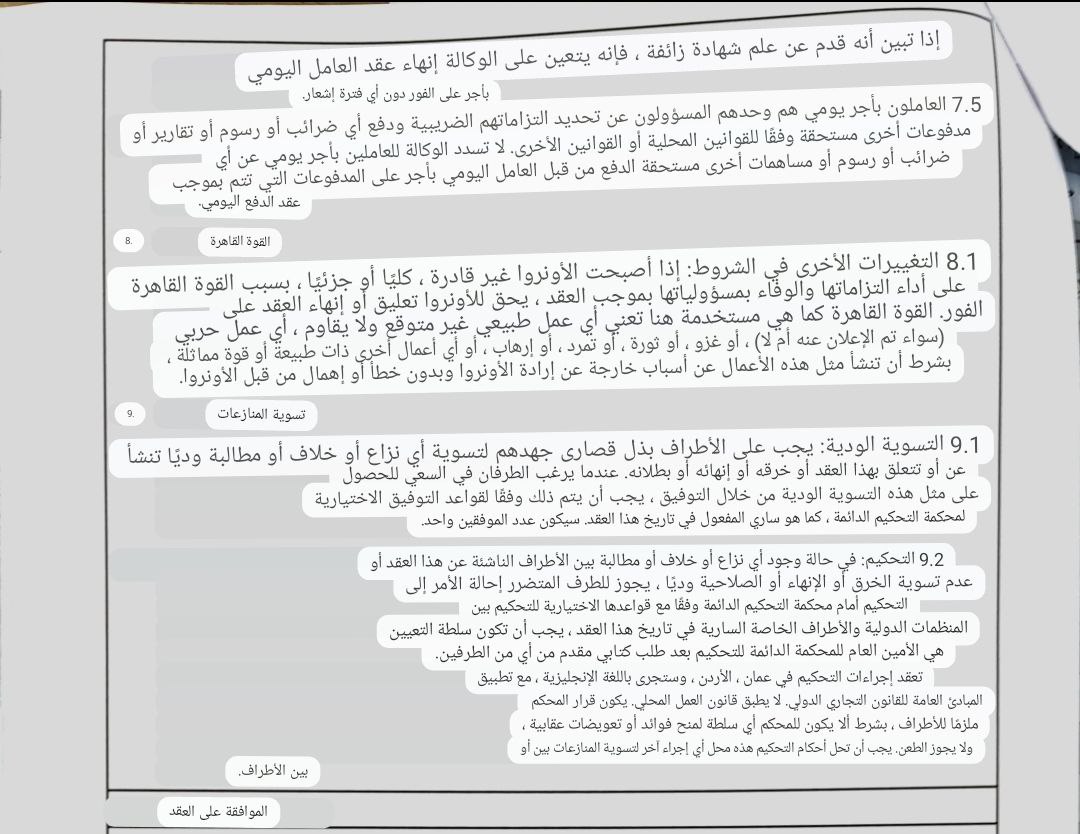 إذا تبين أنه قدم عن علم شهادة زائفة ، فإنه يتعين على الوكالة إنهاء عقد العامل اليومي
بأجر على الفور دون أي فترة إشعار.
7.5 العاملون بأجر يومي هم وحدهم المسؤولون عن تحديد التزاماتهم الضريبية ودفع أي ضرائب أو رسوم أو تقارير أو
مدفوعات أخرى مستحقة وفقًا للقوانين المحلية أو القوانين الأخرى. لا تسدد الوكالة للعاملين بأجر يومي عن أي
ضرائب أو رسوم أو مساهمات أخرى مستحقة الدفع من قبل العامل اليومي بأجر على المدفوعات التي تتم بموجب
عقد الدفع اليومي.
8. القوة القاهرة
8.1 التغييرات الأخرى في الشروط: إذا أصبحت الأونروا غير قادرة ، كليًا أو جزئيًا ، بسبب القوة القاهرة
على أداء التزاماتها والوفاء بمسؤولياتها بموجب العقد ، يحق للأونروا تعليق أو إنهاء العقد على
الفور. القوة القاهرة كما هي مستخدمة هنا تعني أي عمل طبيعي غير متوقع ولا يقاوم ، أي عمل حربي
(سواء تم الإعلان عنه أم لا) ، أو غزو ، أو ثورة ، أو تمرد ، أو إرهاب ، أو أي أعمال أخرى ذات طبيعة أو قوة مماثلة ،
بشرط أن تنشأ مثل هذه الأعمال عن أسباب خارجة عن إرادة الأونروا وبدون خطأ أو إهمال من قبل الأونروا.
9. تسوية المنازعات
9.1 التسوية الودية: يجب على الأطراف بذل قصارى جهدهم لتسوية أي نزاع أو خلاف أو مطالبة وديًا تنشأ
عن أو تتعلق بهذا العقد أو خرقه أو إنهائه أو بطلانه. عندما يرغب الطرفان في السعي للحصول
على مثل هذه التسوية الودية من خلال التوفيق ، يجب أن يتم ذلك وفقًا لقواعد التوفيق الاختيارية
لمحكمة التحكيم الدائمة ، كما هو ساري المفعول في تاريخ هذا العقد. سيكون عدد الموفقين واحد.
9.2 التحكيم: في حالة وجود أي نزاع أو خلاف أو مطالبة بين الأطراف الناشئة عن هذا العقد أو
عدم تسوية الخرق أو الإنهاء أو الصلاحية وديًا ، يجوز للطرف المتضرر إحالة الأمر إلى
التحكيم أمام محكمة التحكيم الدائمة وفقًا مع قواعدها الاختيارية للتحكيم بين
المنظمات الدولية والأطراف الخاصة السارية في تاريخ هذا العقد ، يجب أن تكون سلطة التعيين
هي الأمين العام للمحكمة الدائمة للتحكيم بعد طلب كتابي مقدم من أي من الطرفين.
تعقد إجراءات التحكيم في عمان ، الأردن ، وستجرى باللغة الإنجليزية ، مع تطبيق
المبادئ العامة للقانون التجاري الدولي. لا يطبق قانون العمل المحلي. يكون قرار المحكم
ملزمًا للأطراف ، بشرط ألا يكون للمحكم أي سلطة لمنح فوائد أو تعويضات عقابية ،
ولا يجوز الطعن. يجب أن تحل أحكام التحكيم هذه محل أي إجراء آخر لتسوية المنازعات بين أو
بين الأطراف.
الموافقة على العقد